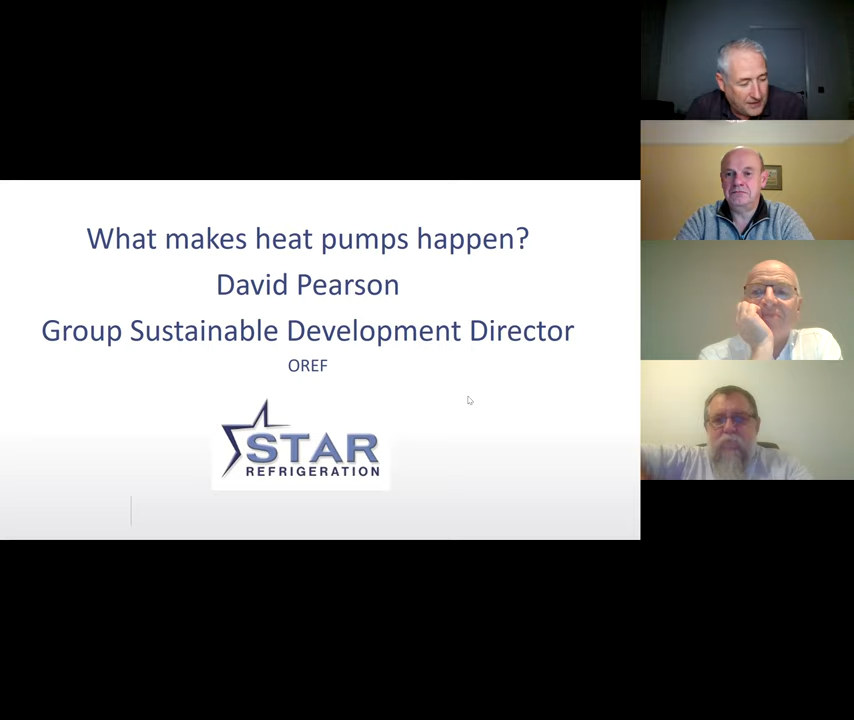 What makes heat pumps happen?
David Pearson
Group Sustainable Development Director
OREF
STAR
REFRIGERATION